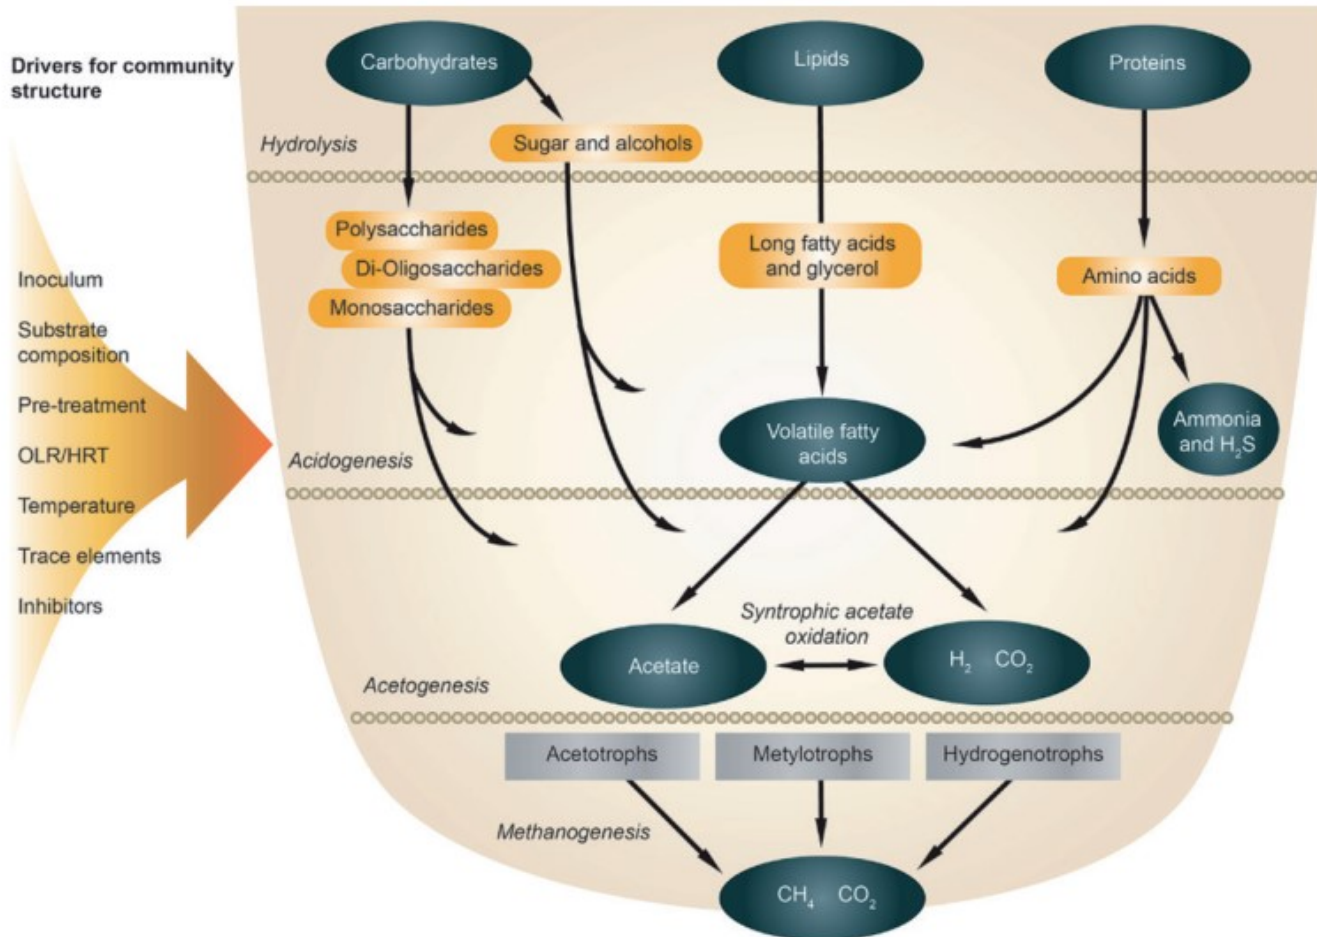 Drivers for community
structure
Inoculum
Substrate
composition
Pre-treatment
OLR/HRT
Temperature
Trace elements
Inhibitors
Carbohydrates
Lipids
Proteins
Hydrolysis
Sugar and alcohols
Polysaccharides
Di-Oligosaccharides
Monosaccharides
Long fatty acids
and glycerol
Amino acids
Acidogenesis
Volatile fatty
acids
Ammonia
and H₂S
Syntrophic acetate
oxidation
Acetate
H₂ CO₂
Acetogenesis
Acetotrophs
Metylotrophs
Hydrogenotrophs
Methanogenesis
CH₄ CO₂